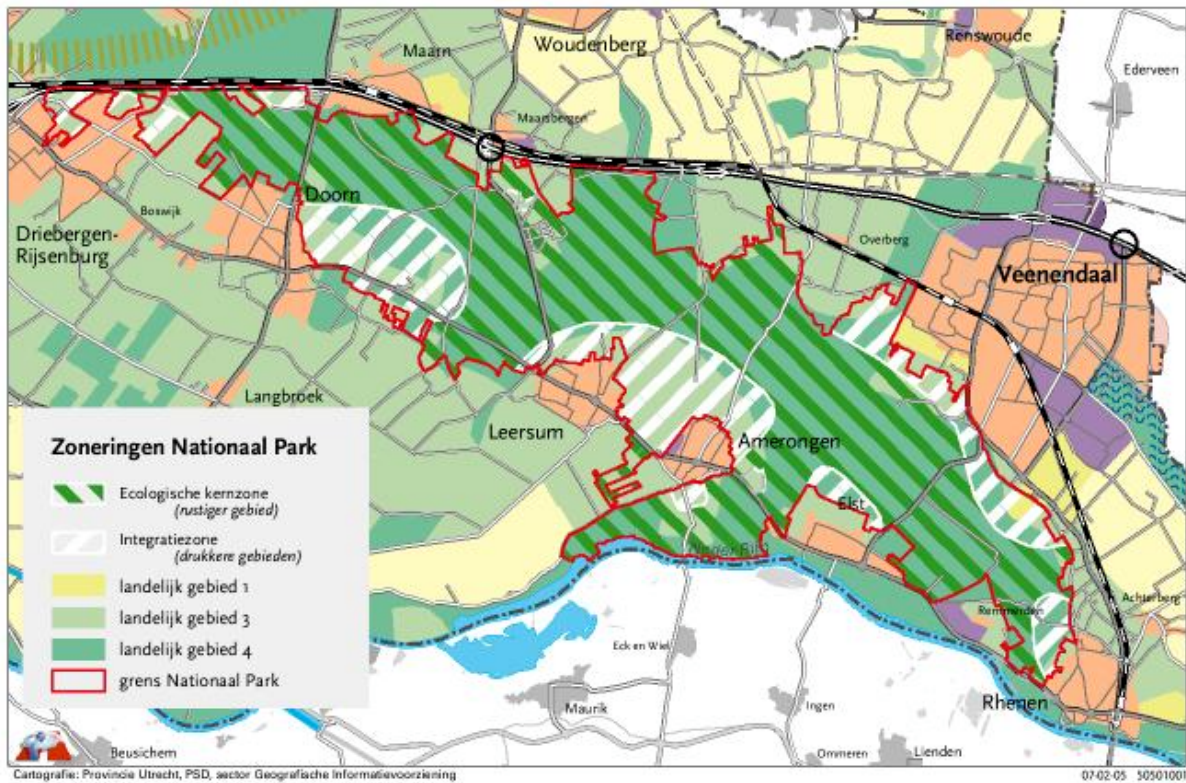 Maarn
Woudenberg
Renswoude
Ederveen
Maarsbergen
Doorn
Boswijk
Driebergen-
Rijsenburg
Overberg
Veenendaal
Langbroek
Leersum
Amerongen
Elst
Remmerden
Achterberg
Rhenen
Eck en Wiel
Maurik
Ingen
Ommeren
Lienden
Beusichem
Zoneringen Nationaal Park
Ecologische kernzone
(rustiger gebied)
Integratiezone
(drukkere gebieden)
landelijk gebied 1
landelijk gebied 3
landelijk gebied 4
grens Nationaal Park
Cartografie: Provincie Utrecht, PSD, sector Geografische Informatievoorziening
07-02-05